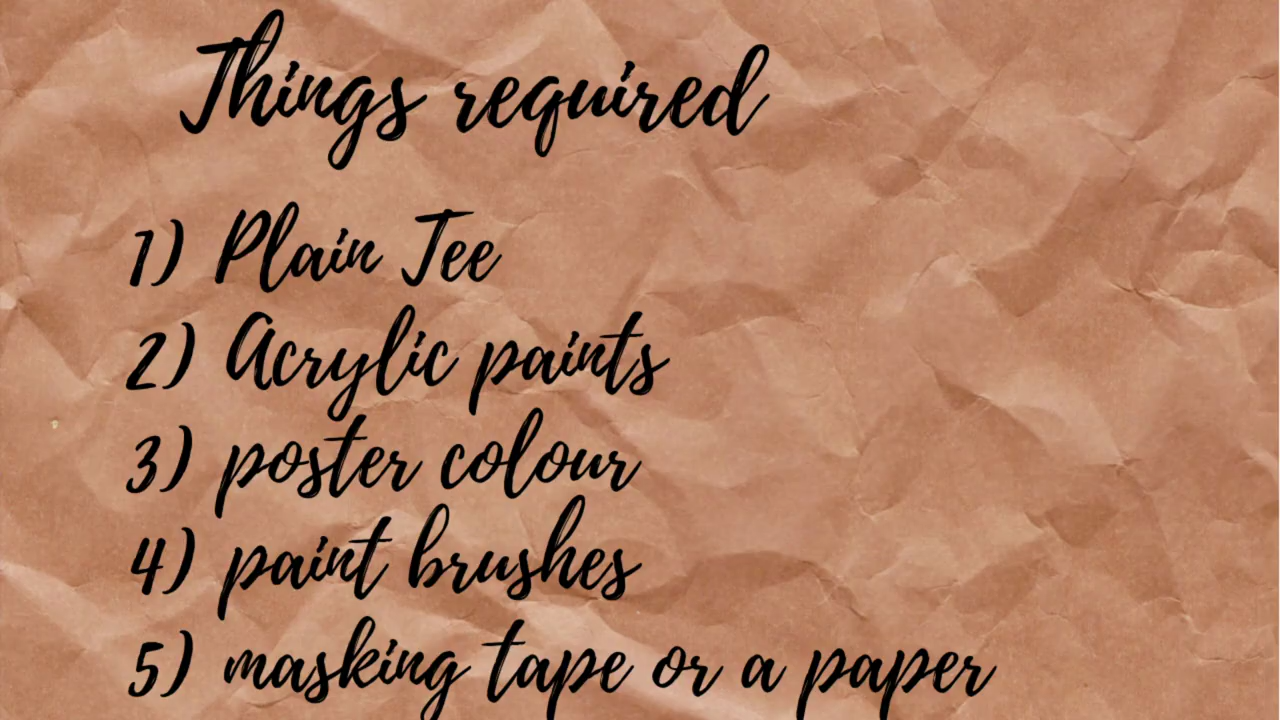 Things required
1) Plain Tee
2) Acrylic paints
3) poster colour
4) paint brushes
5) masking tape or a paper